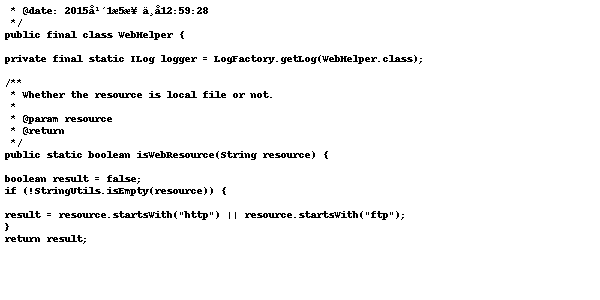 * @date: 2015å¹´1æ5æ¥ ä¸å12:59:28
 */
public final class WebHelper {
private final static ILog logger = LogFactory.getLog(WebHelper.class);
/**
 * Whether the resource is local file or not.
 *
 * @param resource
 * @return
 */
public static boolean isWebResource(String resource) {
boolean result = false;
if (!StringUtils.isEmpty(resource)) {
result = resource.startsWith("http") || resource.startsWith("ftp");
}
return result;